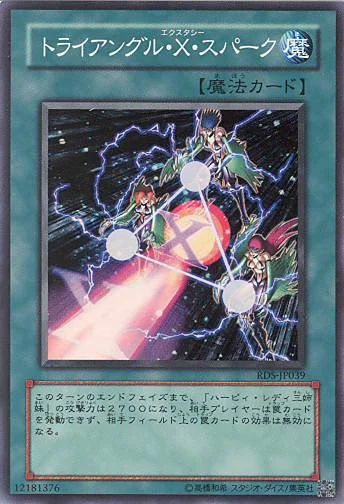 エクスタシー
トライアングル・X・スパーク
魔
まほう
【魔法カード】
RDS-JP039
このターンのエンドフェイズまで、「ハーピィ・レディ三姉
妹」の攻撃力は２７００になり、相手プレイヤーは罠カード
を発動できず、相手フィールド上の罠カードの効果は無効に
なる。
12181376
©高橋和希 スタジオ・ダイス/集英社